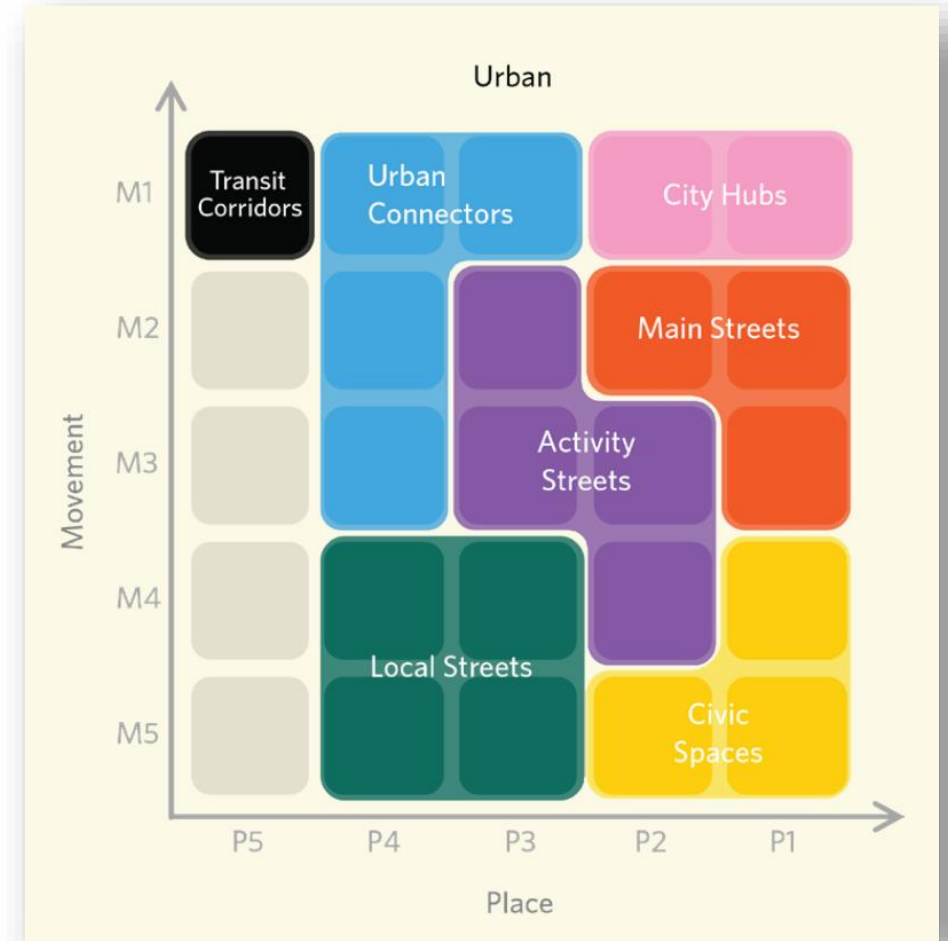 Urban
M1
Transit
Corridors
Urban
Connectors
City Hubs
M2
Main Streets
M3
Activity
Streets
Movement
M4
Local Streets
M5
Civic
Spaces
P5
P4
P3
P2
P1
Place